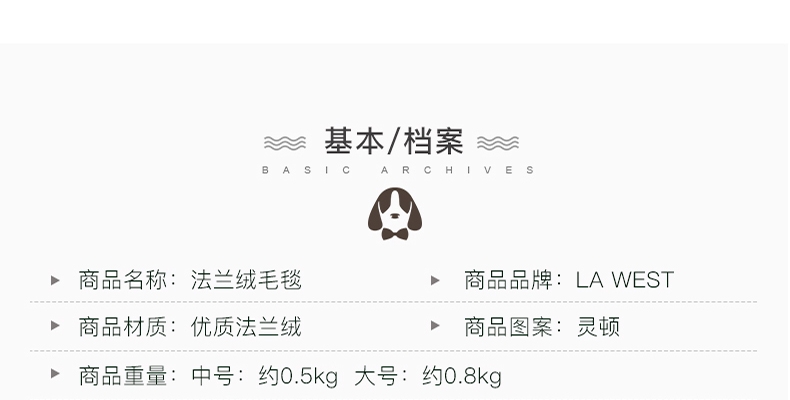 基本/档案
BASIC ARCHIVES
商品名称：法兰绒毛毯 商品品牌：LA WEST
商品材质：优质法兰绒 商品图案：灵顿
商品重量：中号：约0.5kg 大号：约0.8kg